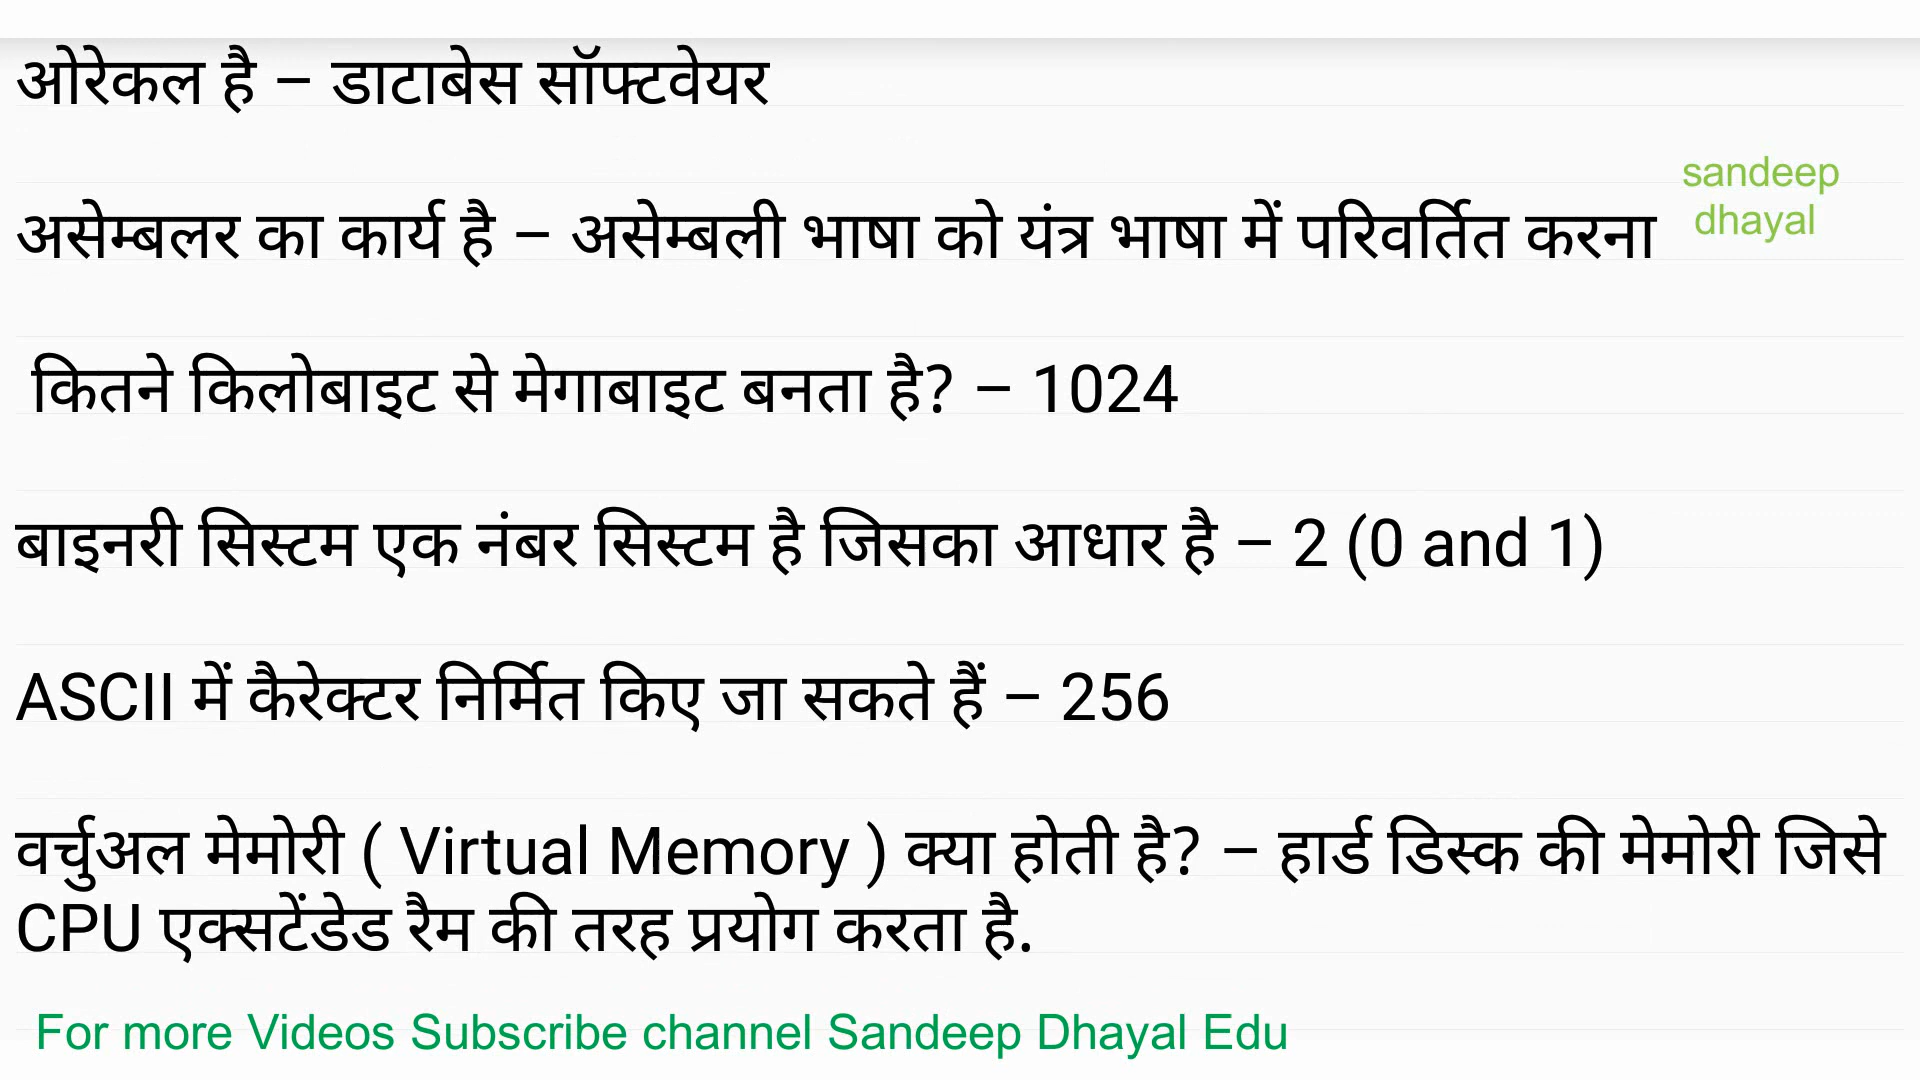 ओरेकल है – डाटाबेस सॉफ्टवेयर
sandeep
dhayal
असेम्बलर का कार्य है – असेम्बली भाषा को यंत्र भाषा में परिवर्तित करना
कितने किलोबाइट से मेगाबाइट बनता है? – 1024
बाइनरी सिस्टम एक नंबर सिस्टम है जिसका आधार है – 2 (0 and 1)
ASCII में कैरेक्टर निर्मित किए जा सकते हैं – 256
वर्चुअल मेमोरी ( Virtual Memory ) क्या होती है? – हार्ड डिस्क की मेमोरी जिसे
CPU एक्सटेंडेड रैम की तरह प्रयोग करता है.
For more Videos Subscribe channel Sandeep Dhayal Edu